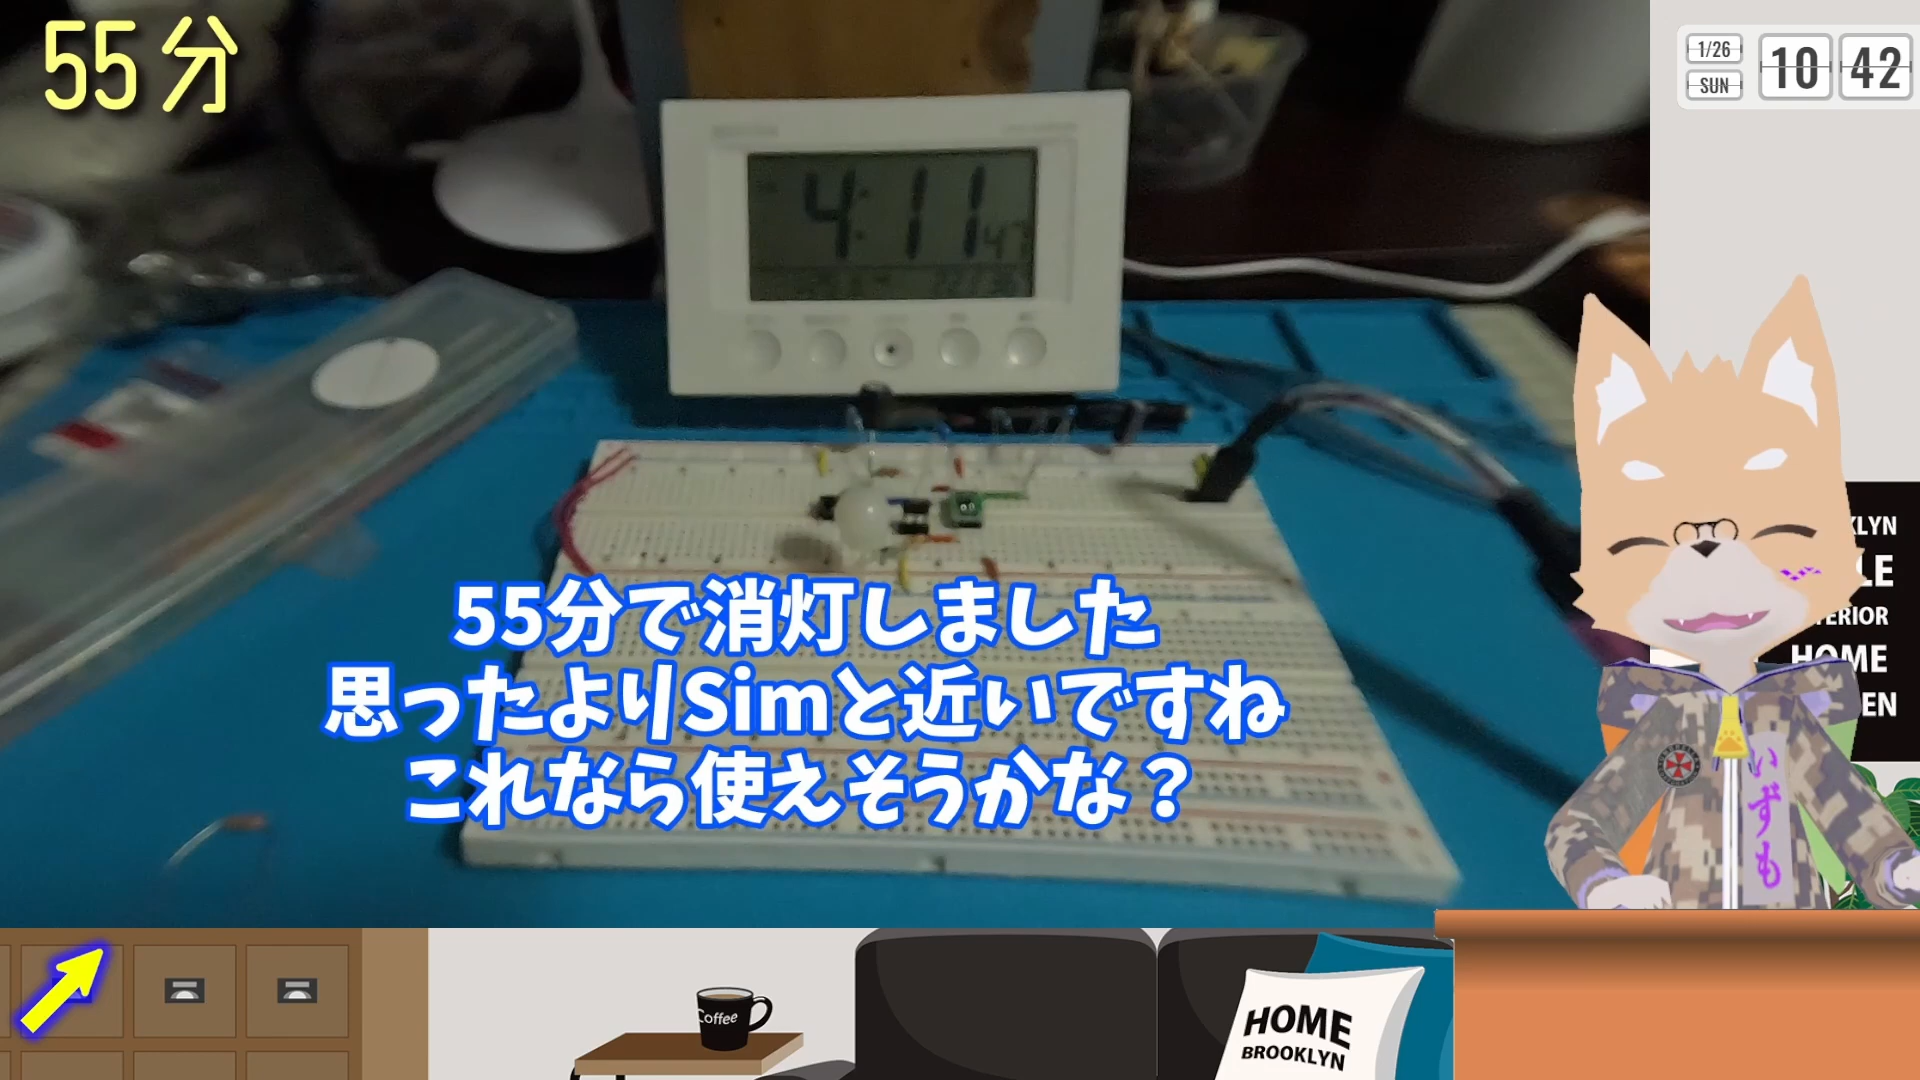 55分
1/26
SUN
10 42
4:11 47
KLYN
LE
TERIOR
HOME
EN
55分で消灯しました
思ったよりSimと近いですね
これなら使えそうかな？
いずも
Coffee
HOME
BROOKLYN